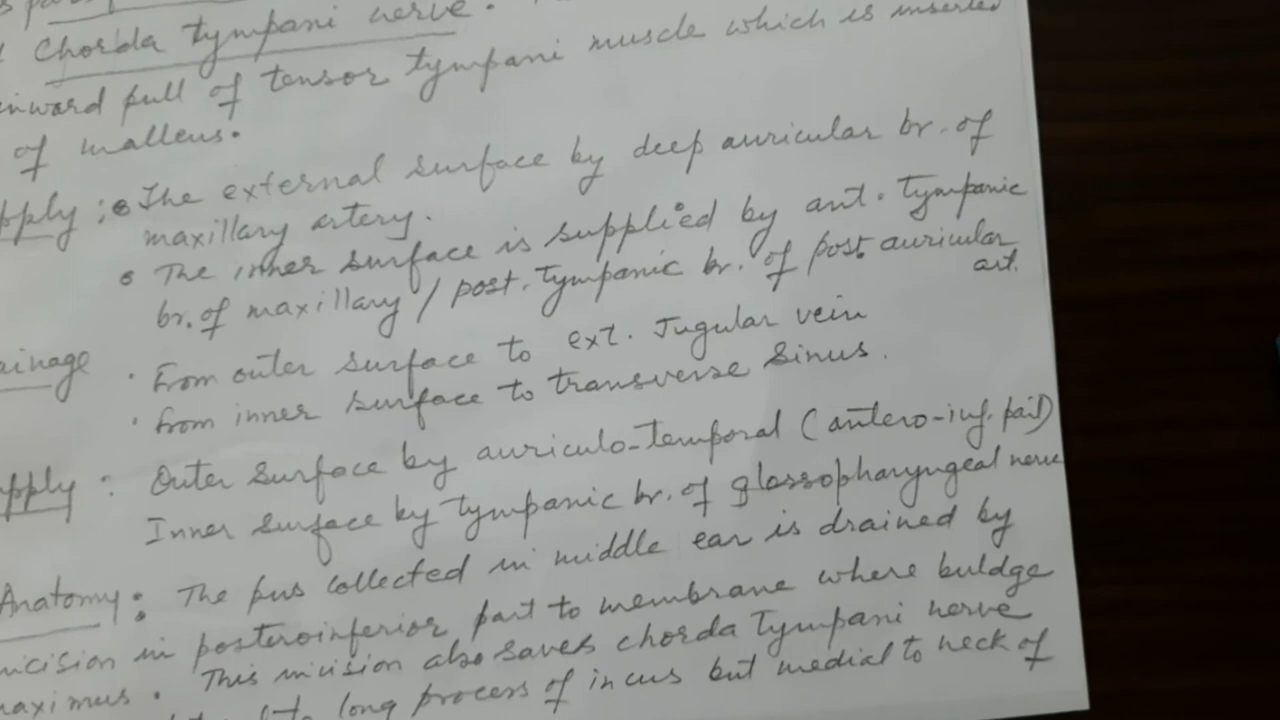 Chorda tympani nerve.
inward pull of tensor tympani muscle which is inserted
of malleus.
pply : The external surface by deep auricular br. of
maxillary artery.
The inner surface is supplied by ant. Tympanic
br. of maxillary / post. Tympanic br. of post auricular
art.
ainage · From outer surface to ext. Jugular vein
· from inner surface to transverse sinus.
pply : Outer surface by auriculo-temporal (antero-inf. part)
Inner surface by tympanic br. of glossopharyngeal nerve
Anatomy : The pus collected in middle ear is drained by
ncision in posteroinferior part to membrane where buldge
maximus. This incision also saves chorda Tympani nerve
long process of incus but medial to neck of